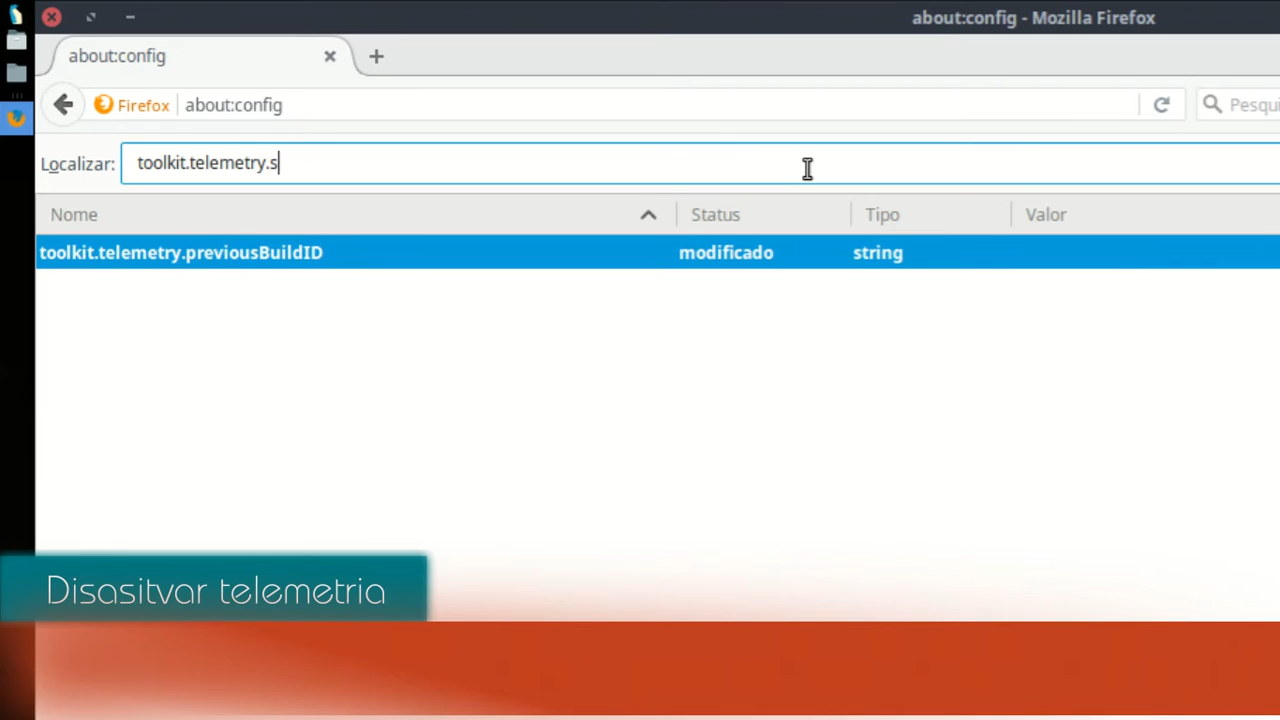 about:config - Mozilla Firefox
about:config
Firefox about:config Pesqui
Localizar: toolkit.telemetry.s
Nome Status Tipo Valor
toolkit.telemetry.previousBuildID modificado string
Disasitvar telemetria